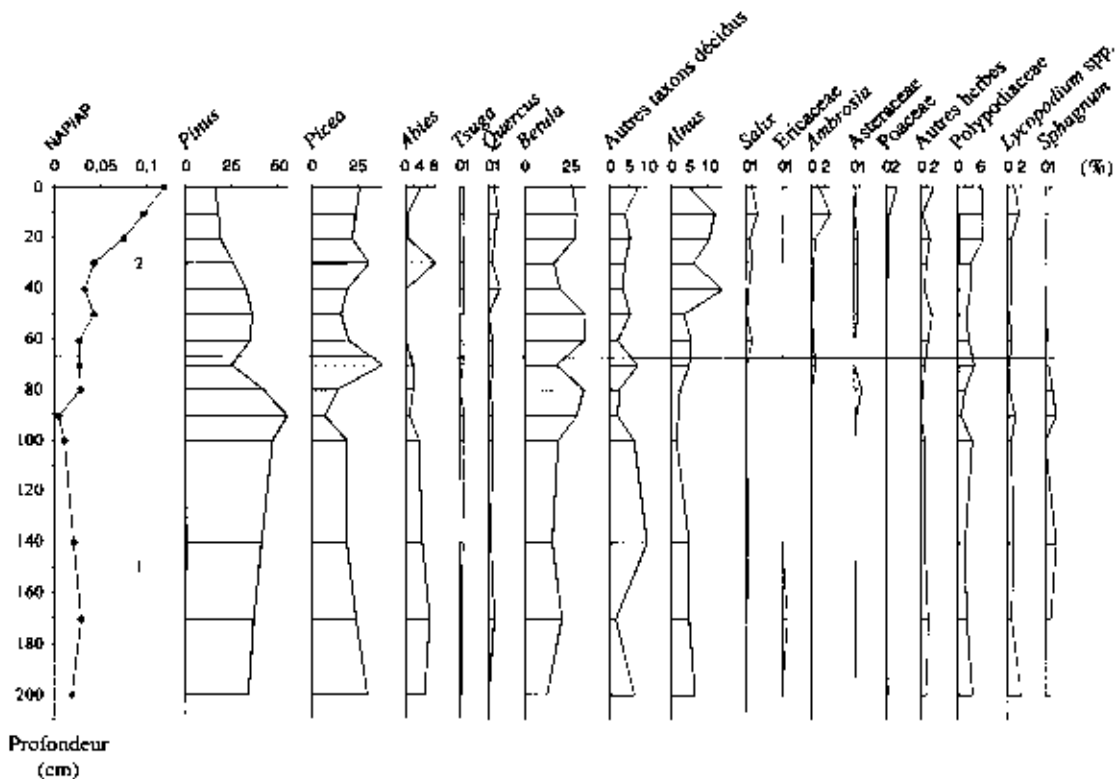 NAP/AP
Pinus
Picea
Abies
Tsuga
Quercus
Betula
Autres taxons décidus
Alnus
Salix
Ericaceae
Ambrosia
Asteraceae
Poaceae
Autres herbes
Polypodiaceae
Lycopodium spp.
Sphagnum
0 0,05 0,1 0 25 50 0 25 0 4 8 0 1 0 1 0 25 0 5 10 0 5 10 0 1 0 1 0 2 0 1 0 2 0 2 0 6 0 2 0 1 (%)
0
20
2
40
60
80
100
120
140
1
160
180
200
Profondeur
(cm)